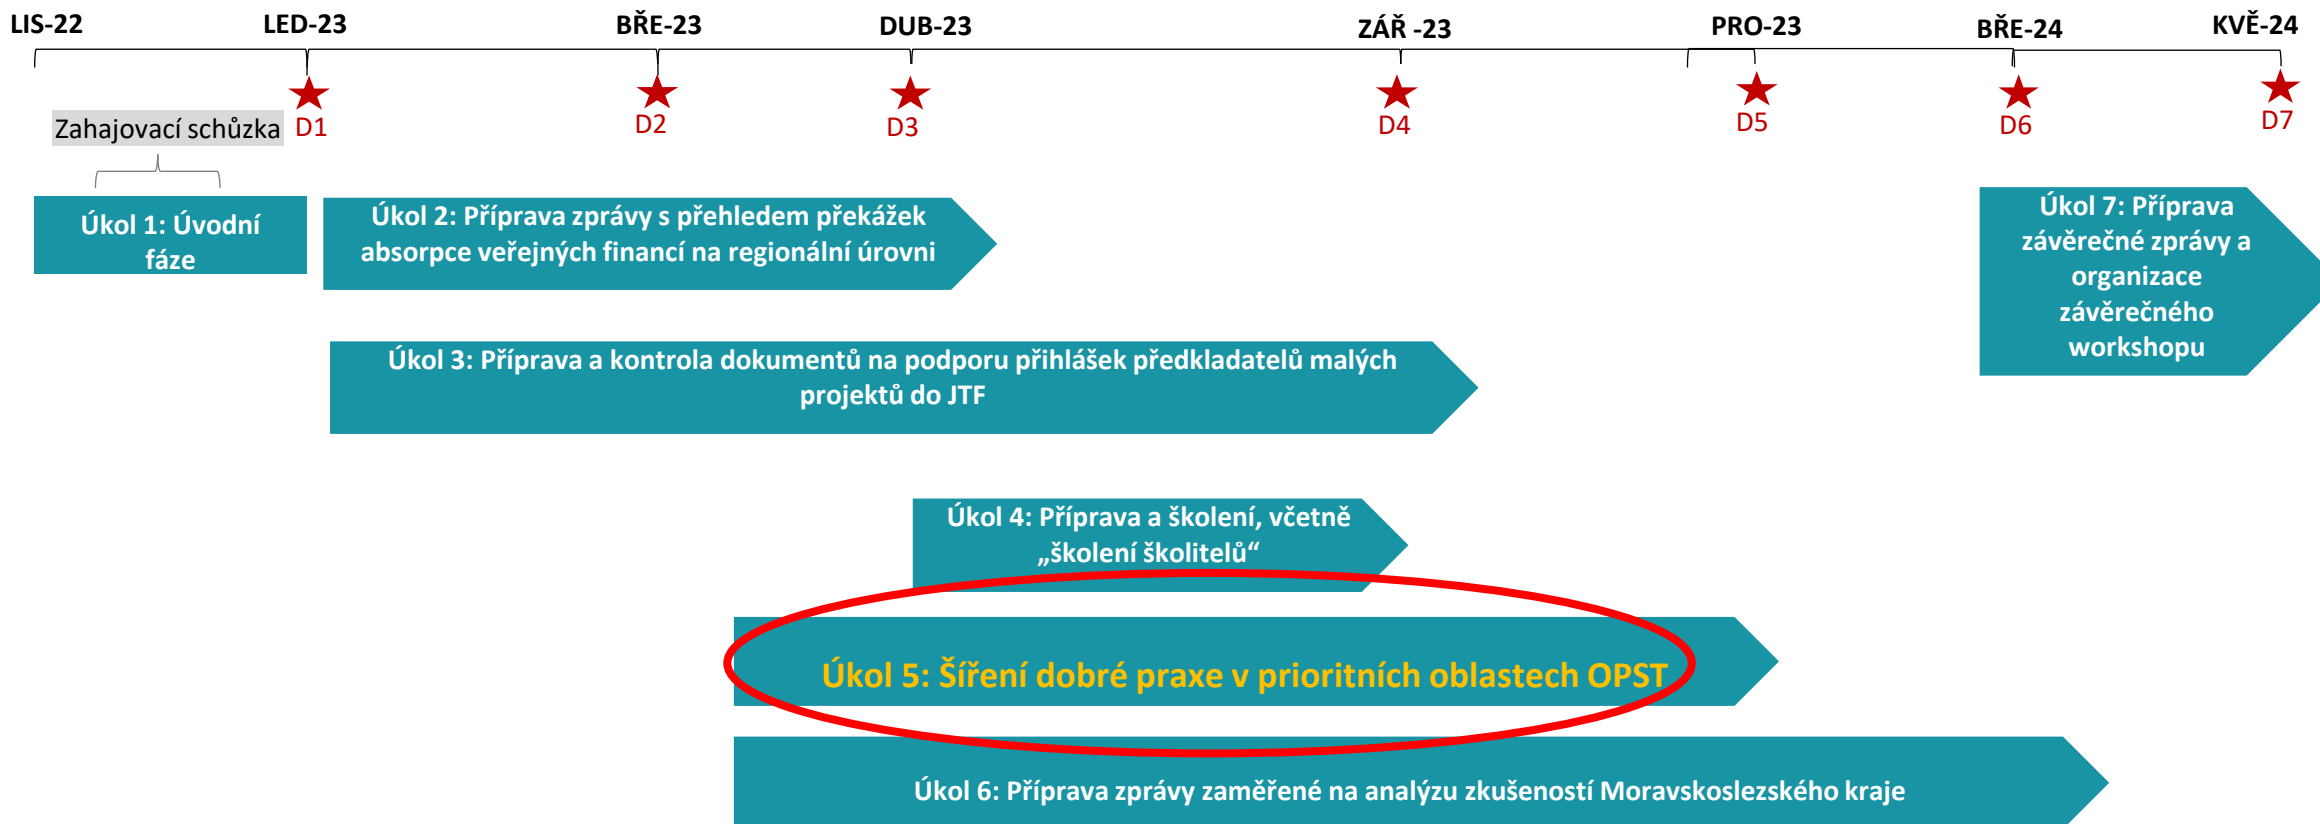 LIS-22
LED-23
BŘE-23
DUB-23
ZÁŘ -23
PRO-23
BŘE-24
KVĚ-24
Zahajovací schůzka
D1
D2
D3
D4
D5
D6
D7
Úkol 1: Úvodní
fáze
Úkol 2: Příprava zprávy s přehledem překážek
absorpce veřejných financí na regionální úrovni
Úkol 7: Příprava
závěrečné zprávy a
organizace
závěrečného
workshopu
Úkol 3: Příprava a kontrola dokumentů na podporu přihlášek předkladatelů malých
projektů do JTF
Úkol 4: Příprava a školení, včetně
„školení školitelů“
Úkol 5: Šíření dobré praxe v prioritních oblastech OPST
Úkol 6: Příprava zprávy zaměřené na analýzu zkušeností Moravskoslezského kraje